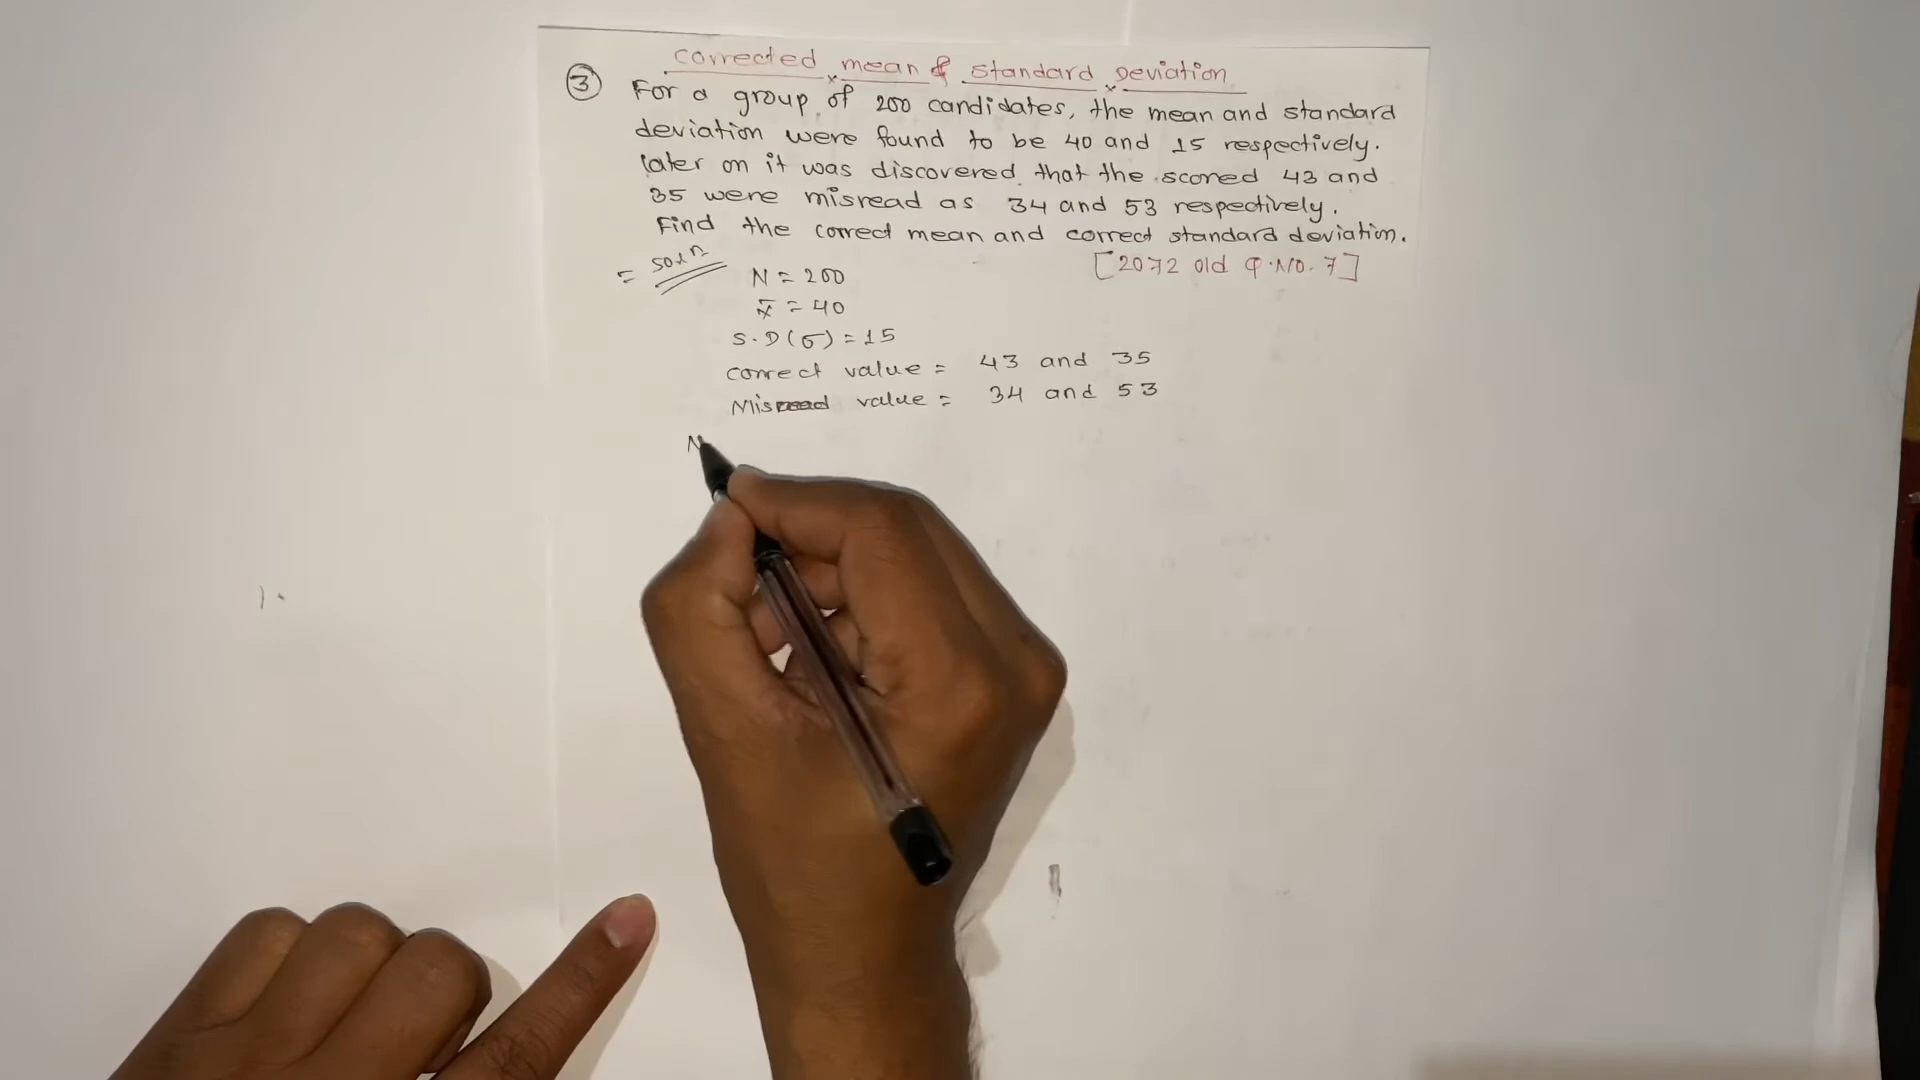 corrected mean & standard Deviation
③ For a group of 200 candidates, the mean and standard
deviation were found to be 40 and 15 respectively.
later on it was discovered that the scored 43 and
35 were misread as 34 and 53 respectively.
Find the correct mean and correct standard deviation.
[2072 old Q.NO. 7]
= solⁿ
N = 200
x̄ = 40
S.D(σ) = 15
correct value = 43 and 35
Misread value = 34 and 53
N